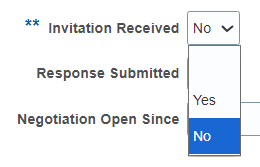 ** Invitation Received No
Response Submitted
Yes
Negotiation Open Since
No